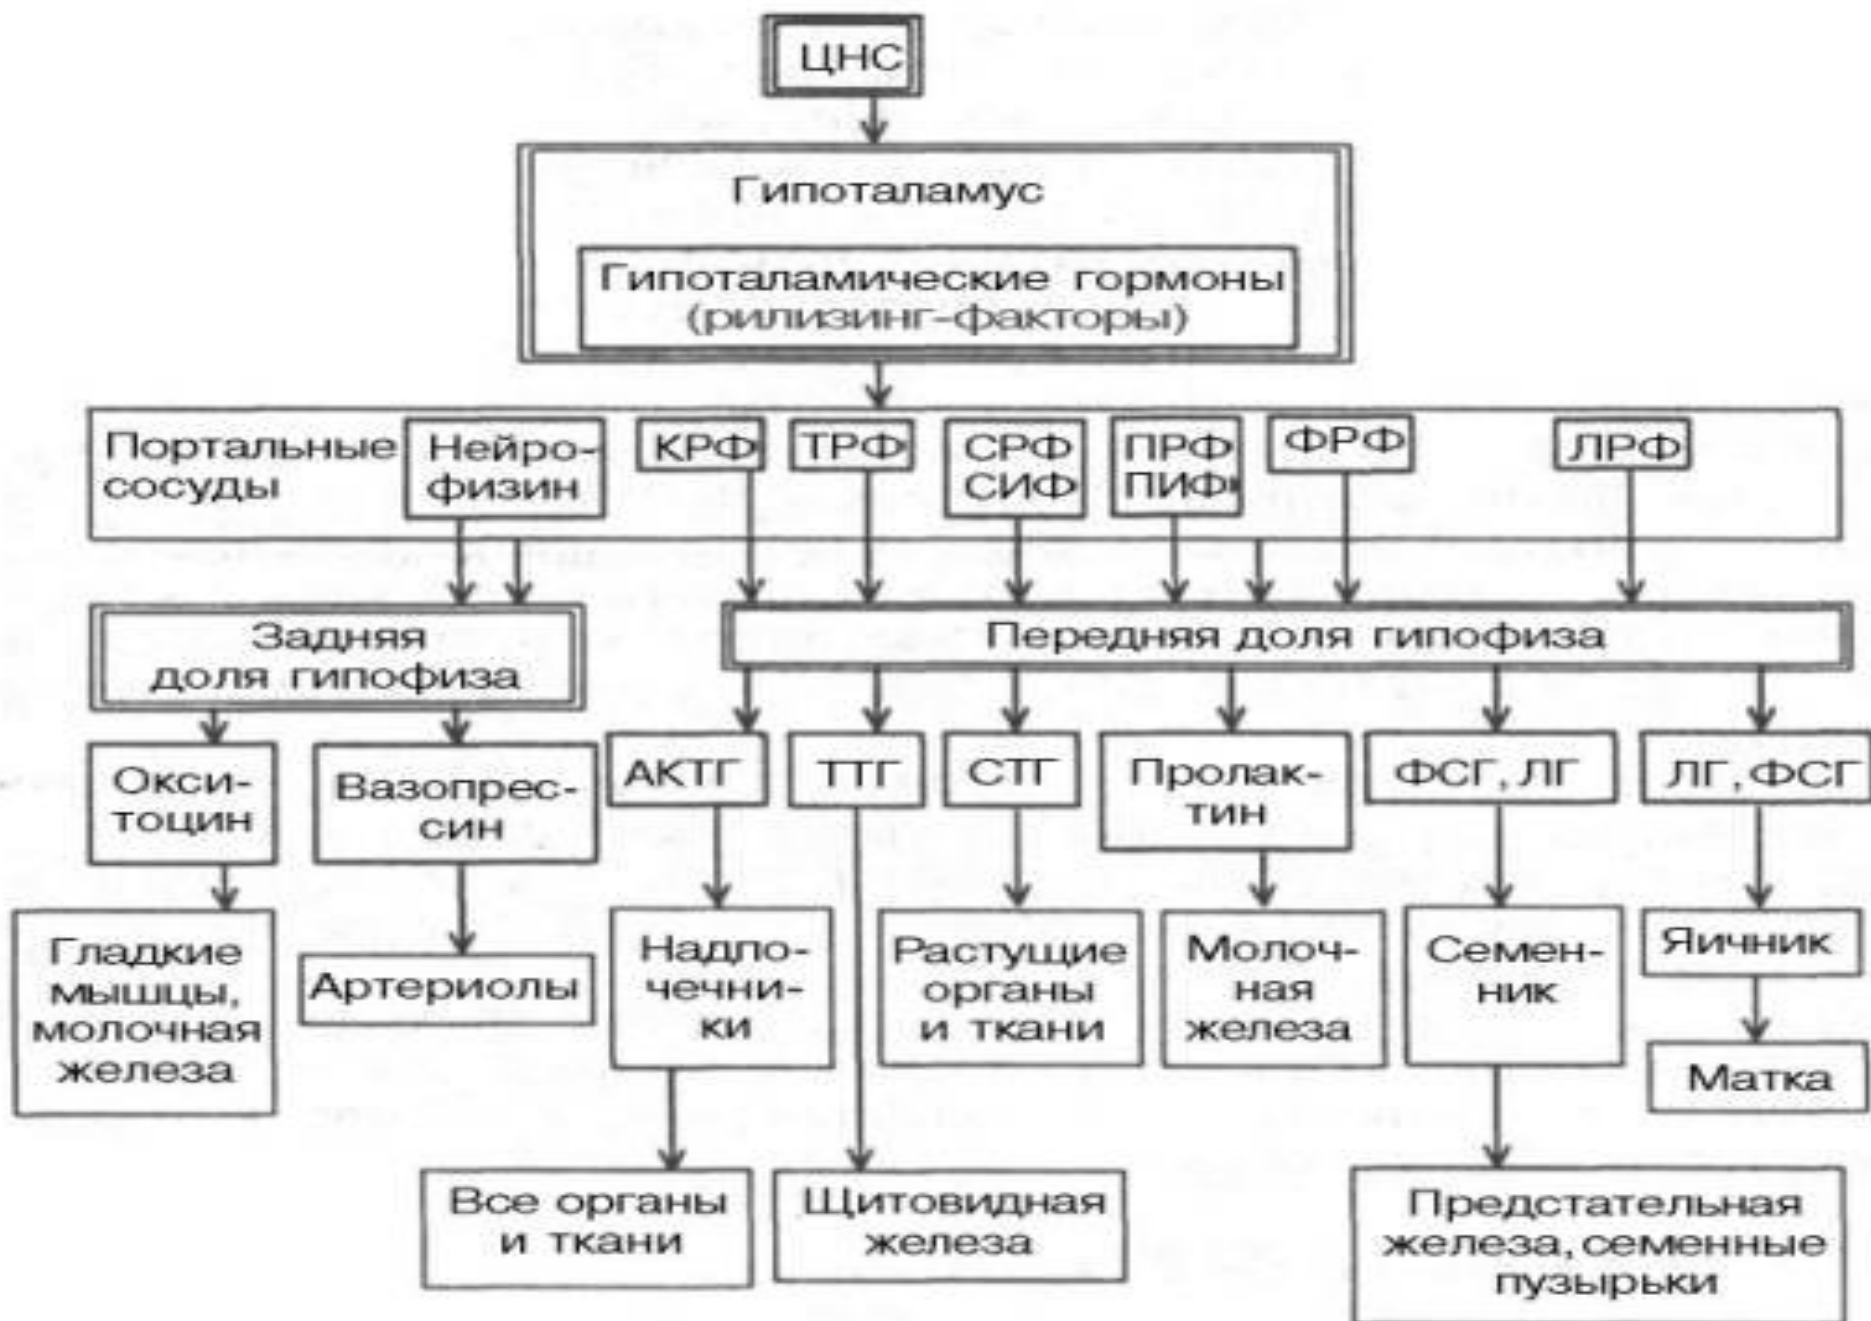 ЦНС
Гипоталамус
Гипоталамические гормоны
(рилизинг-факторы)
Портальные
сосуды
Нейро-
физин
КРФ
ТРФ
СРФ
СИФ
ПРФ
ПИФ
ФРФ
ЛРФ
Задняя
доля гипофиза
Передняя доля гипофиза
Окси-
тоцин
Вазопрес-
син
АКТГ
ТТГ
СТГ
Пролак-
тин
ФСГ, ЛГ
ЛГ, ФСГ
Гладкие
мышцы,
молочная
железа
Артериолы
Надпо-
чечни-
ки
Растущие
органы
и ткани
Молоч-
ная
железа
Семен-
ник
Яичник
Матка
Все органы
и ткани
Щитовидная
железа
Предстательная
железа, семенные
пузырьки